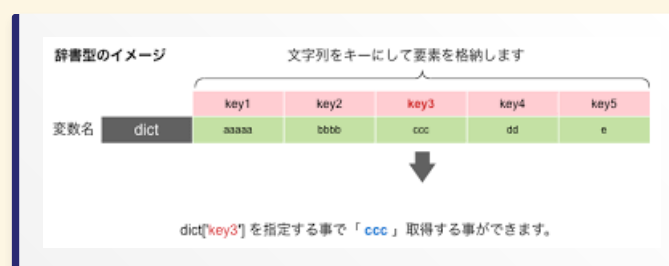 辞書型のイメージ
文字列をキーにして要素を格納します
key1 key2 key3 key4 key5
変数名 dict aaaaa bbbb ccc dd e
dict['key3'] を指定する事で「 ccc 」取得する事ができます。